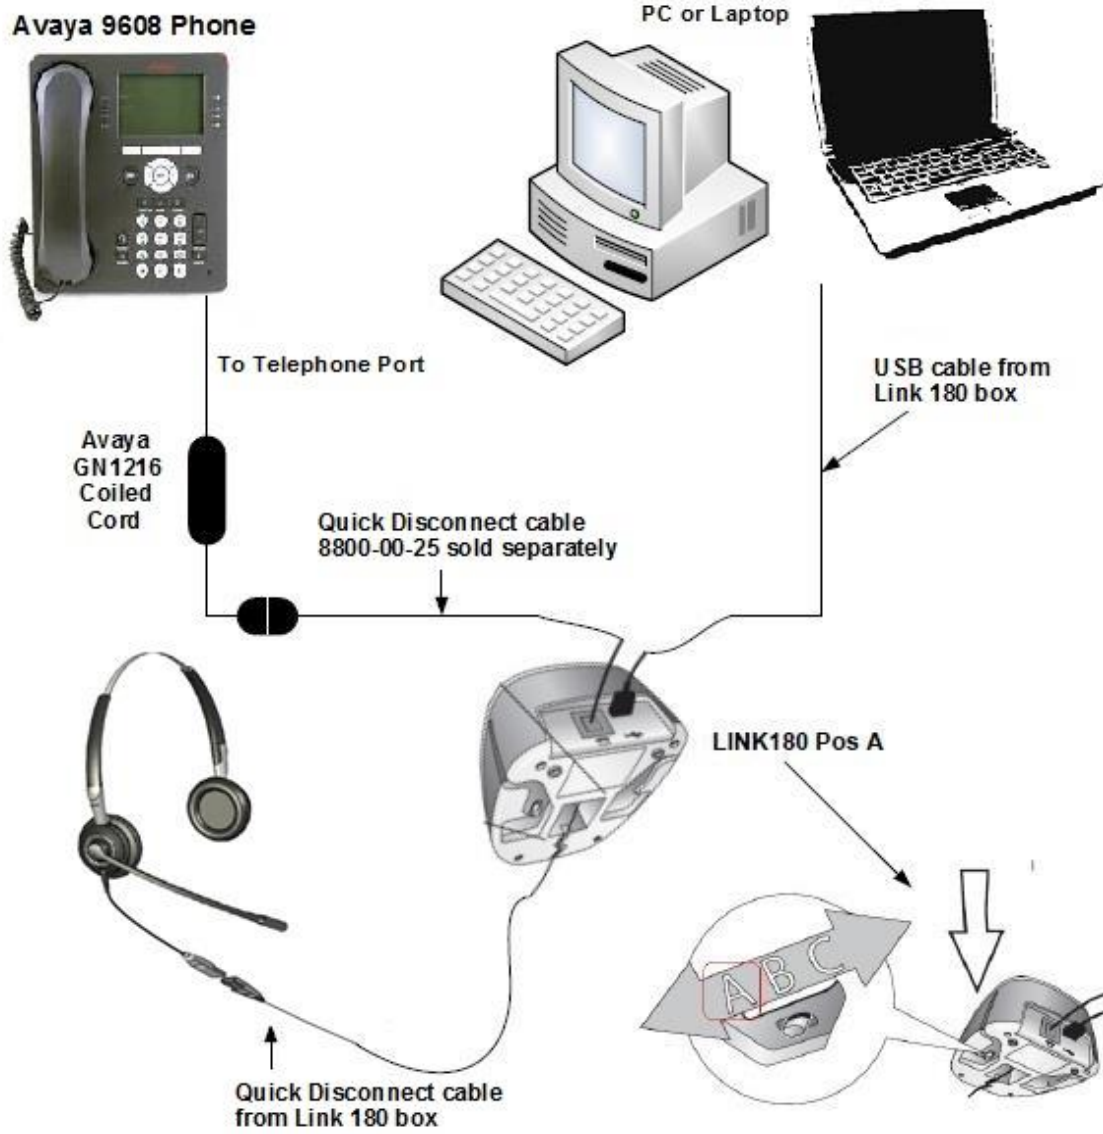 Avaya 9608 Phone
PC or Laptop
To Telephone Port
USB cable from
Link 180 box
Avaya
GN1216
Coiled
Cord
Quick Disconnect cable
8800-00-25 sold separately
LINK180 Pos A
A B C
Quick Disconnect cable
from Link 180 box